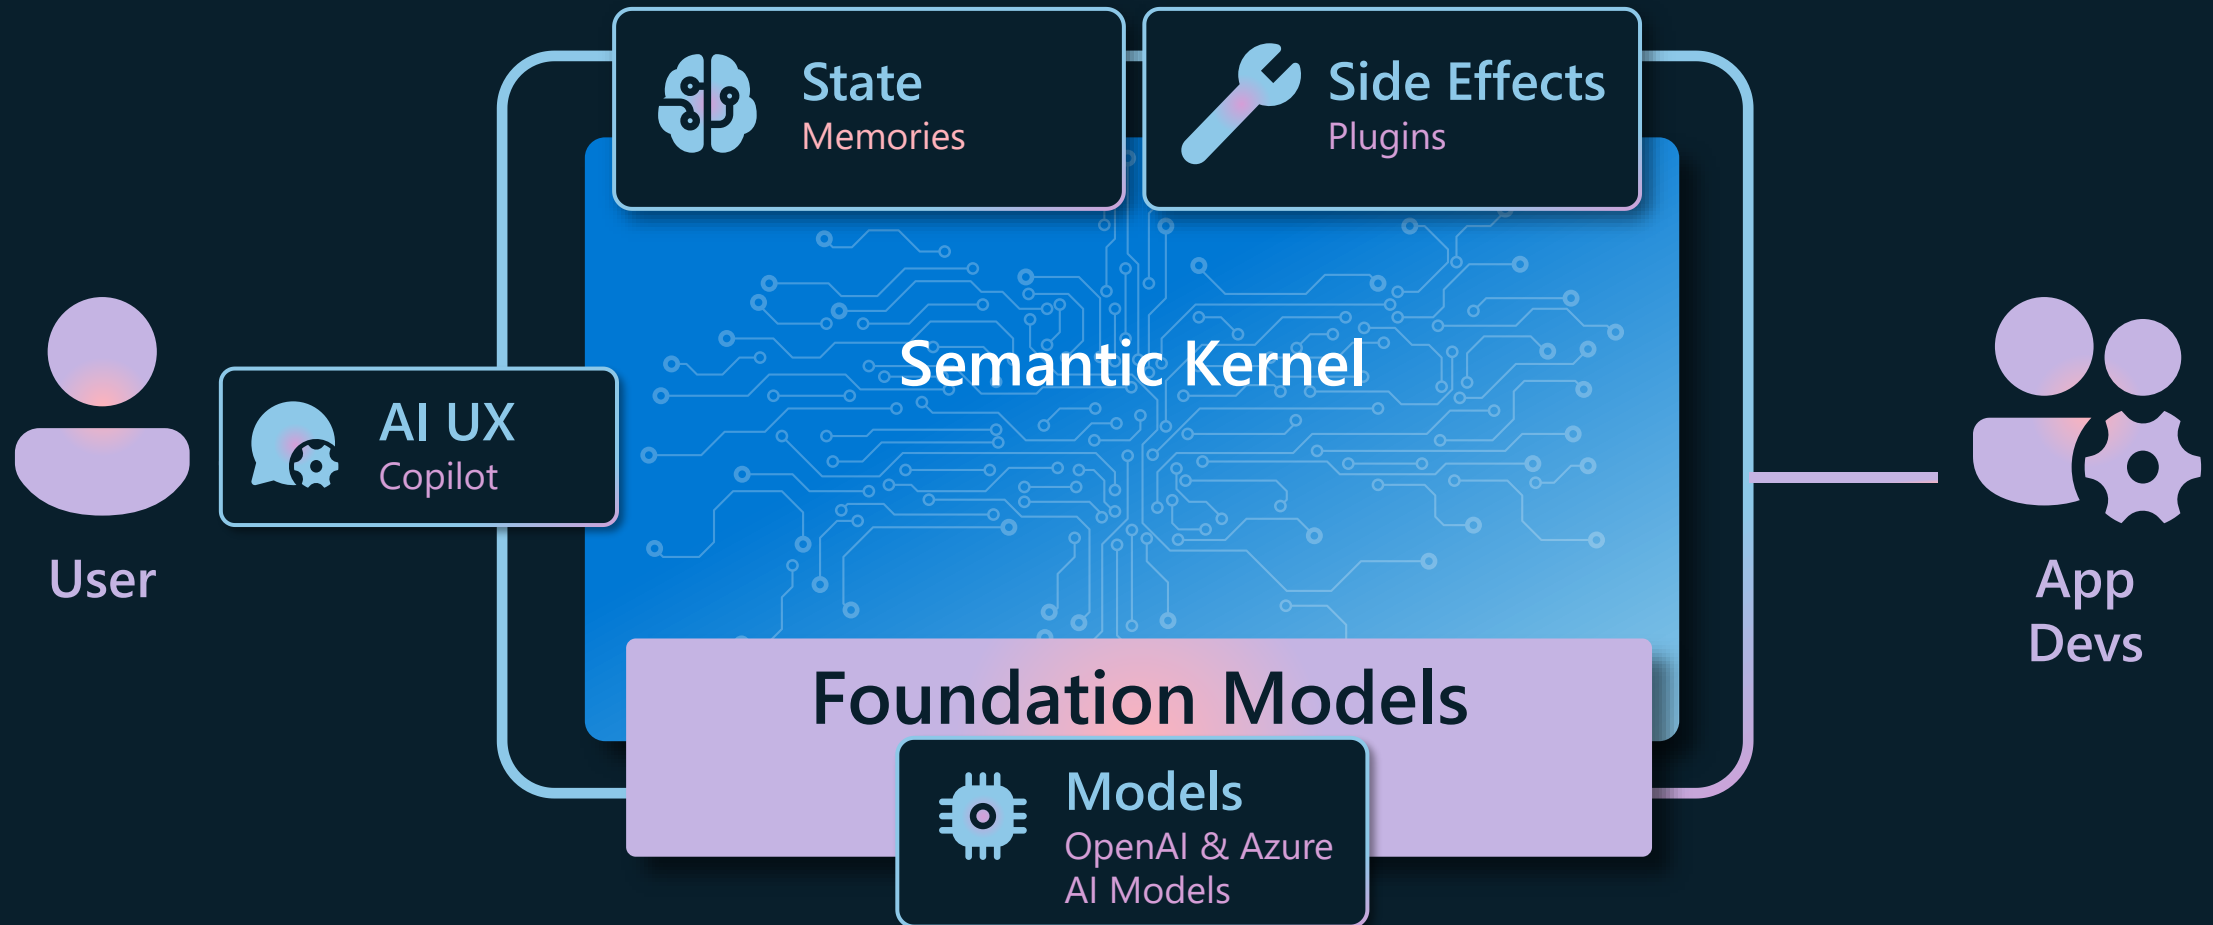 State
Memories
Side Effects
Plugins
Semantic Kernel
AI UX
Copilot
User
App
Devs
Foundation Models
Models
OpenAI & Azure
AI Models